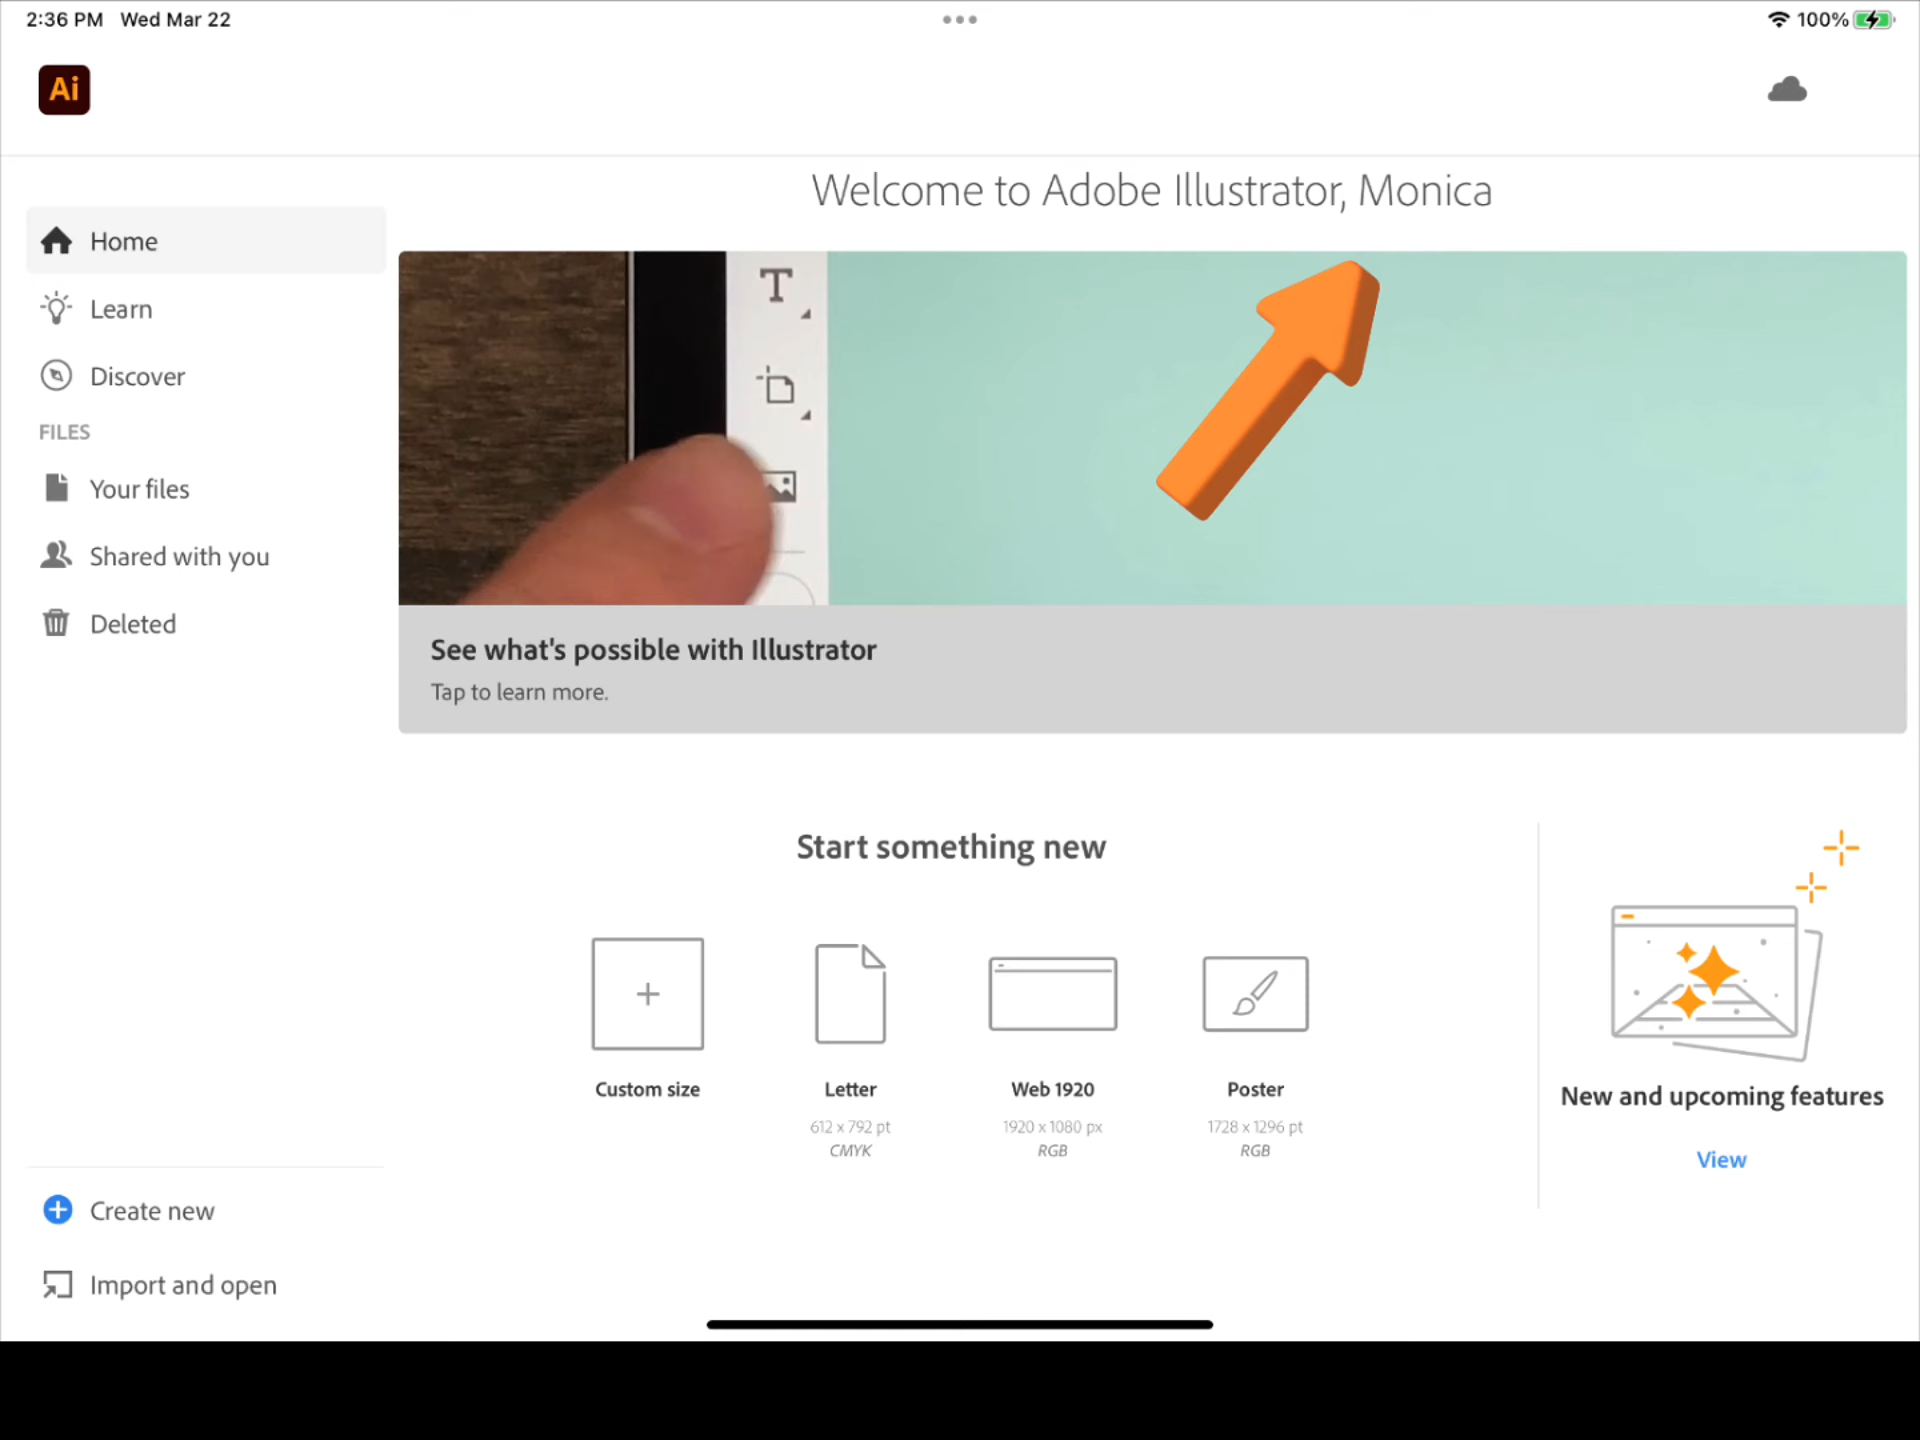 2:36 PM Wed Mar 22
100%
Ai
Welcome to Adobe Illustrator, Monica
Home
Learn
Discover
FILES
Your files
Shared with you
Deleted
T
See what's possible with Illustrator
Tap to learn more.
Start something new
Custom size
Letter
612 x 792 pt
CMYK
Web 1920
1920 x 1080 px
RGB
Poster
1728 x 1296 pt
RGB
New and upcoming features
View
Create new
Import and open